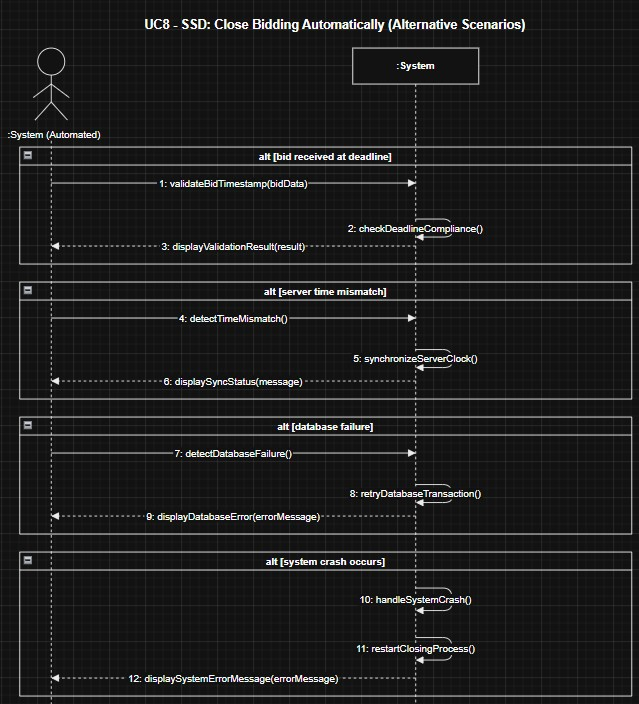 UC8 - SSD: Close Bidding Automatically (Alternative Scenarios)
:System
:System (Automated)
alt [bid received at deadline]
1: validateBidTimestamp(bidData)
2: checkDeadlineCompliance()
3: displayValidationResult(result)
alt [server time mismatch]
4: detectTimeMismatch()
5: synchronizeServerClock()
6: displaySyncStatus(message)
alt [database failure]
7: detectDatabaseFailure()
8: retryDatabaseTransaction()
9: displayDatabaseError(errorMessage)
alt [system crash occurs]
10: handleSystemCrash()
11: restartClosingProcess()
12: displaySystemErrorMessage(errorMessage)